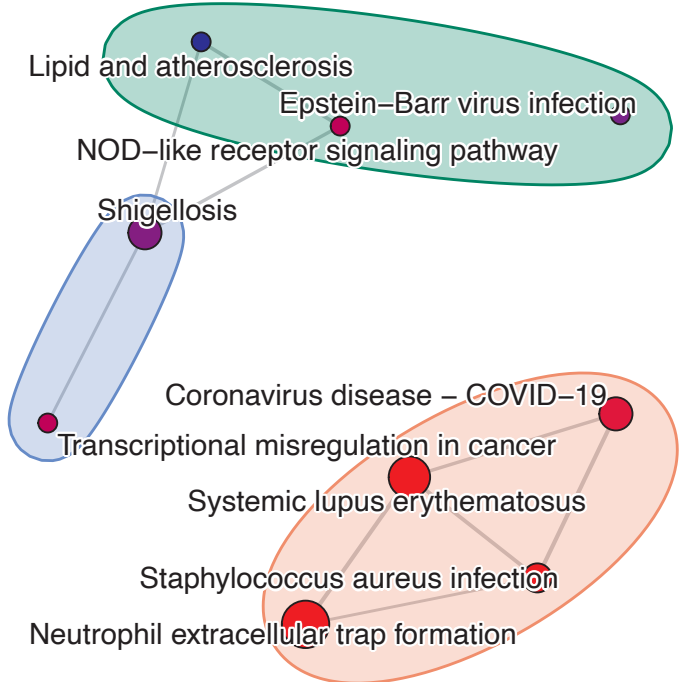 Lipid and atherosclerosis
Epstein−Barr virus infection
NOD−like receptor signaling pathway
Shigellosis
Coronavirus disease − COVID−19
Transcriptional misregulation in cancer
Systemic lupus erythematosus
Staphylococcus aureus infection
Neutrophil extracellular trap formation